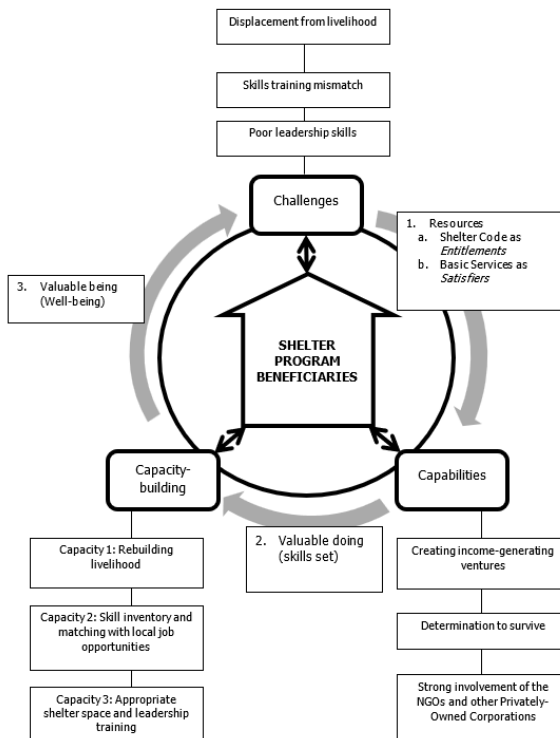 Displacement from livelihood
Skills training mismatch
Poor leadership skills
Challenges
1. Resources
a. Shelter Code as
Entitlements
b. Basic Services as
Satisfiers
3. Valuable being
(Well-being)
SHELTER
PROGRAM
BENEFICIARIES
Capacity-
building
Capabilities
2. Valuable doing
(skills set)
Capacity 1: Rebuilding
livelihood
Capacity 2: Skill inventory and
matching with local job
opportunities
Capacity 3: Appropriate
shelter space and leadership
training
Creating income-generating
ventures
Determination to survive
Strong involvement of the
NGOs and other Privately-
Owned Corporations